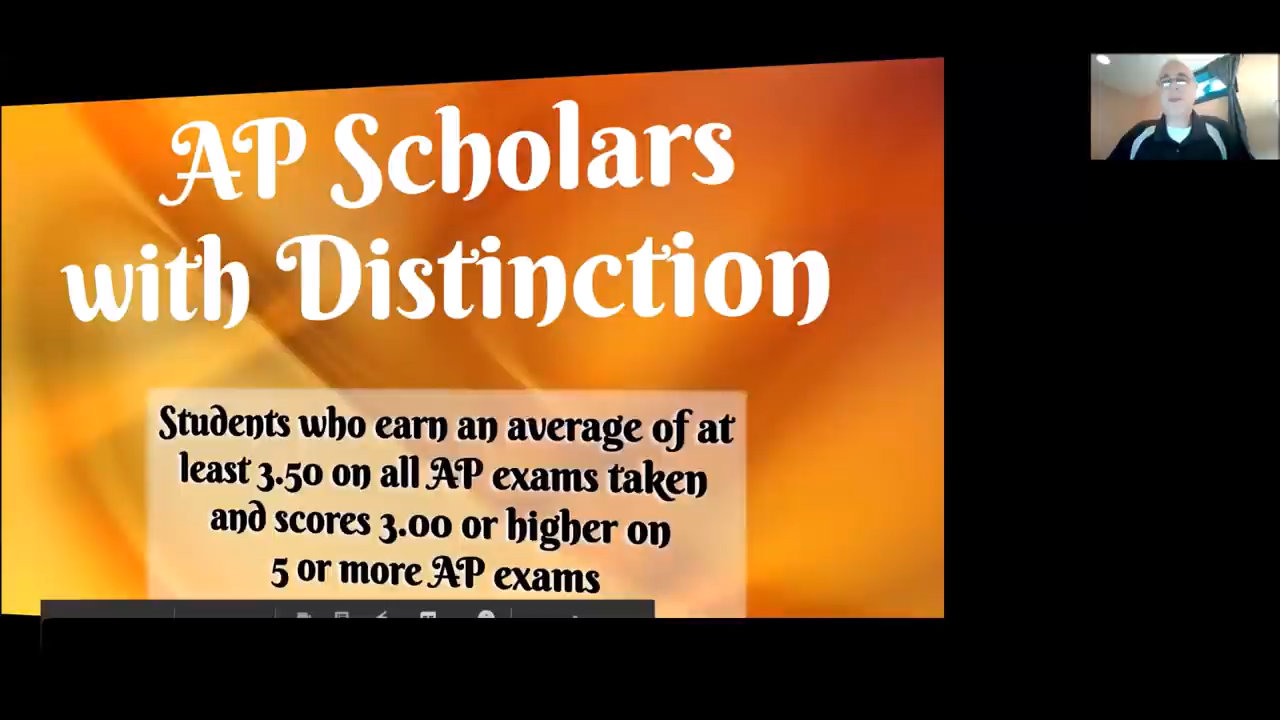 AP Scholars
with Distinction
Students who earn an average of at
least 3.50 on all AP exams taken
and scores 3.00 or higher on
5 or more AP exams